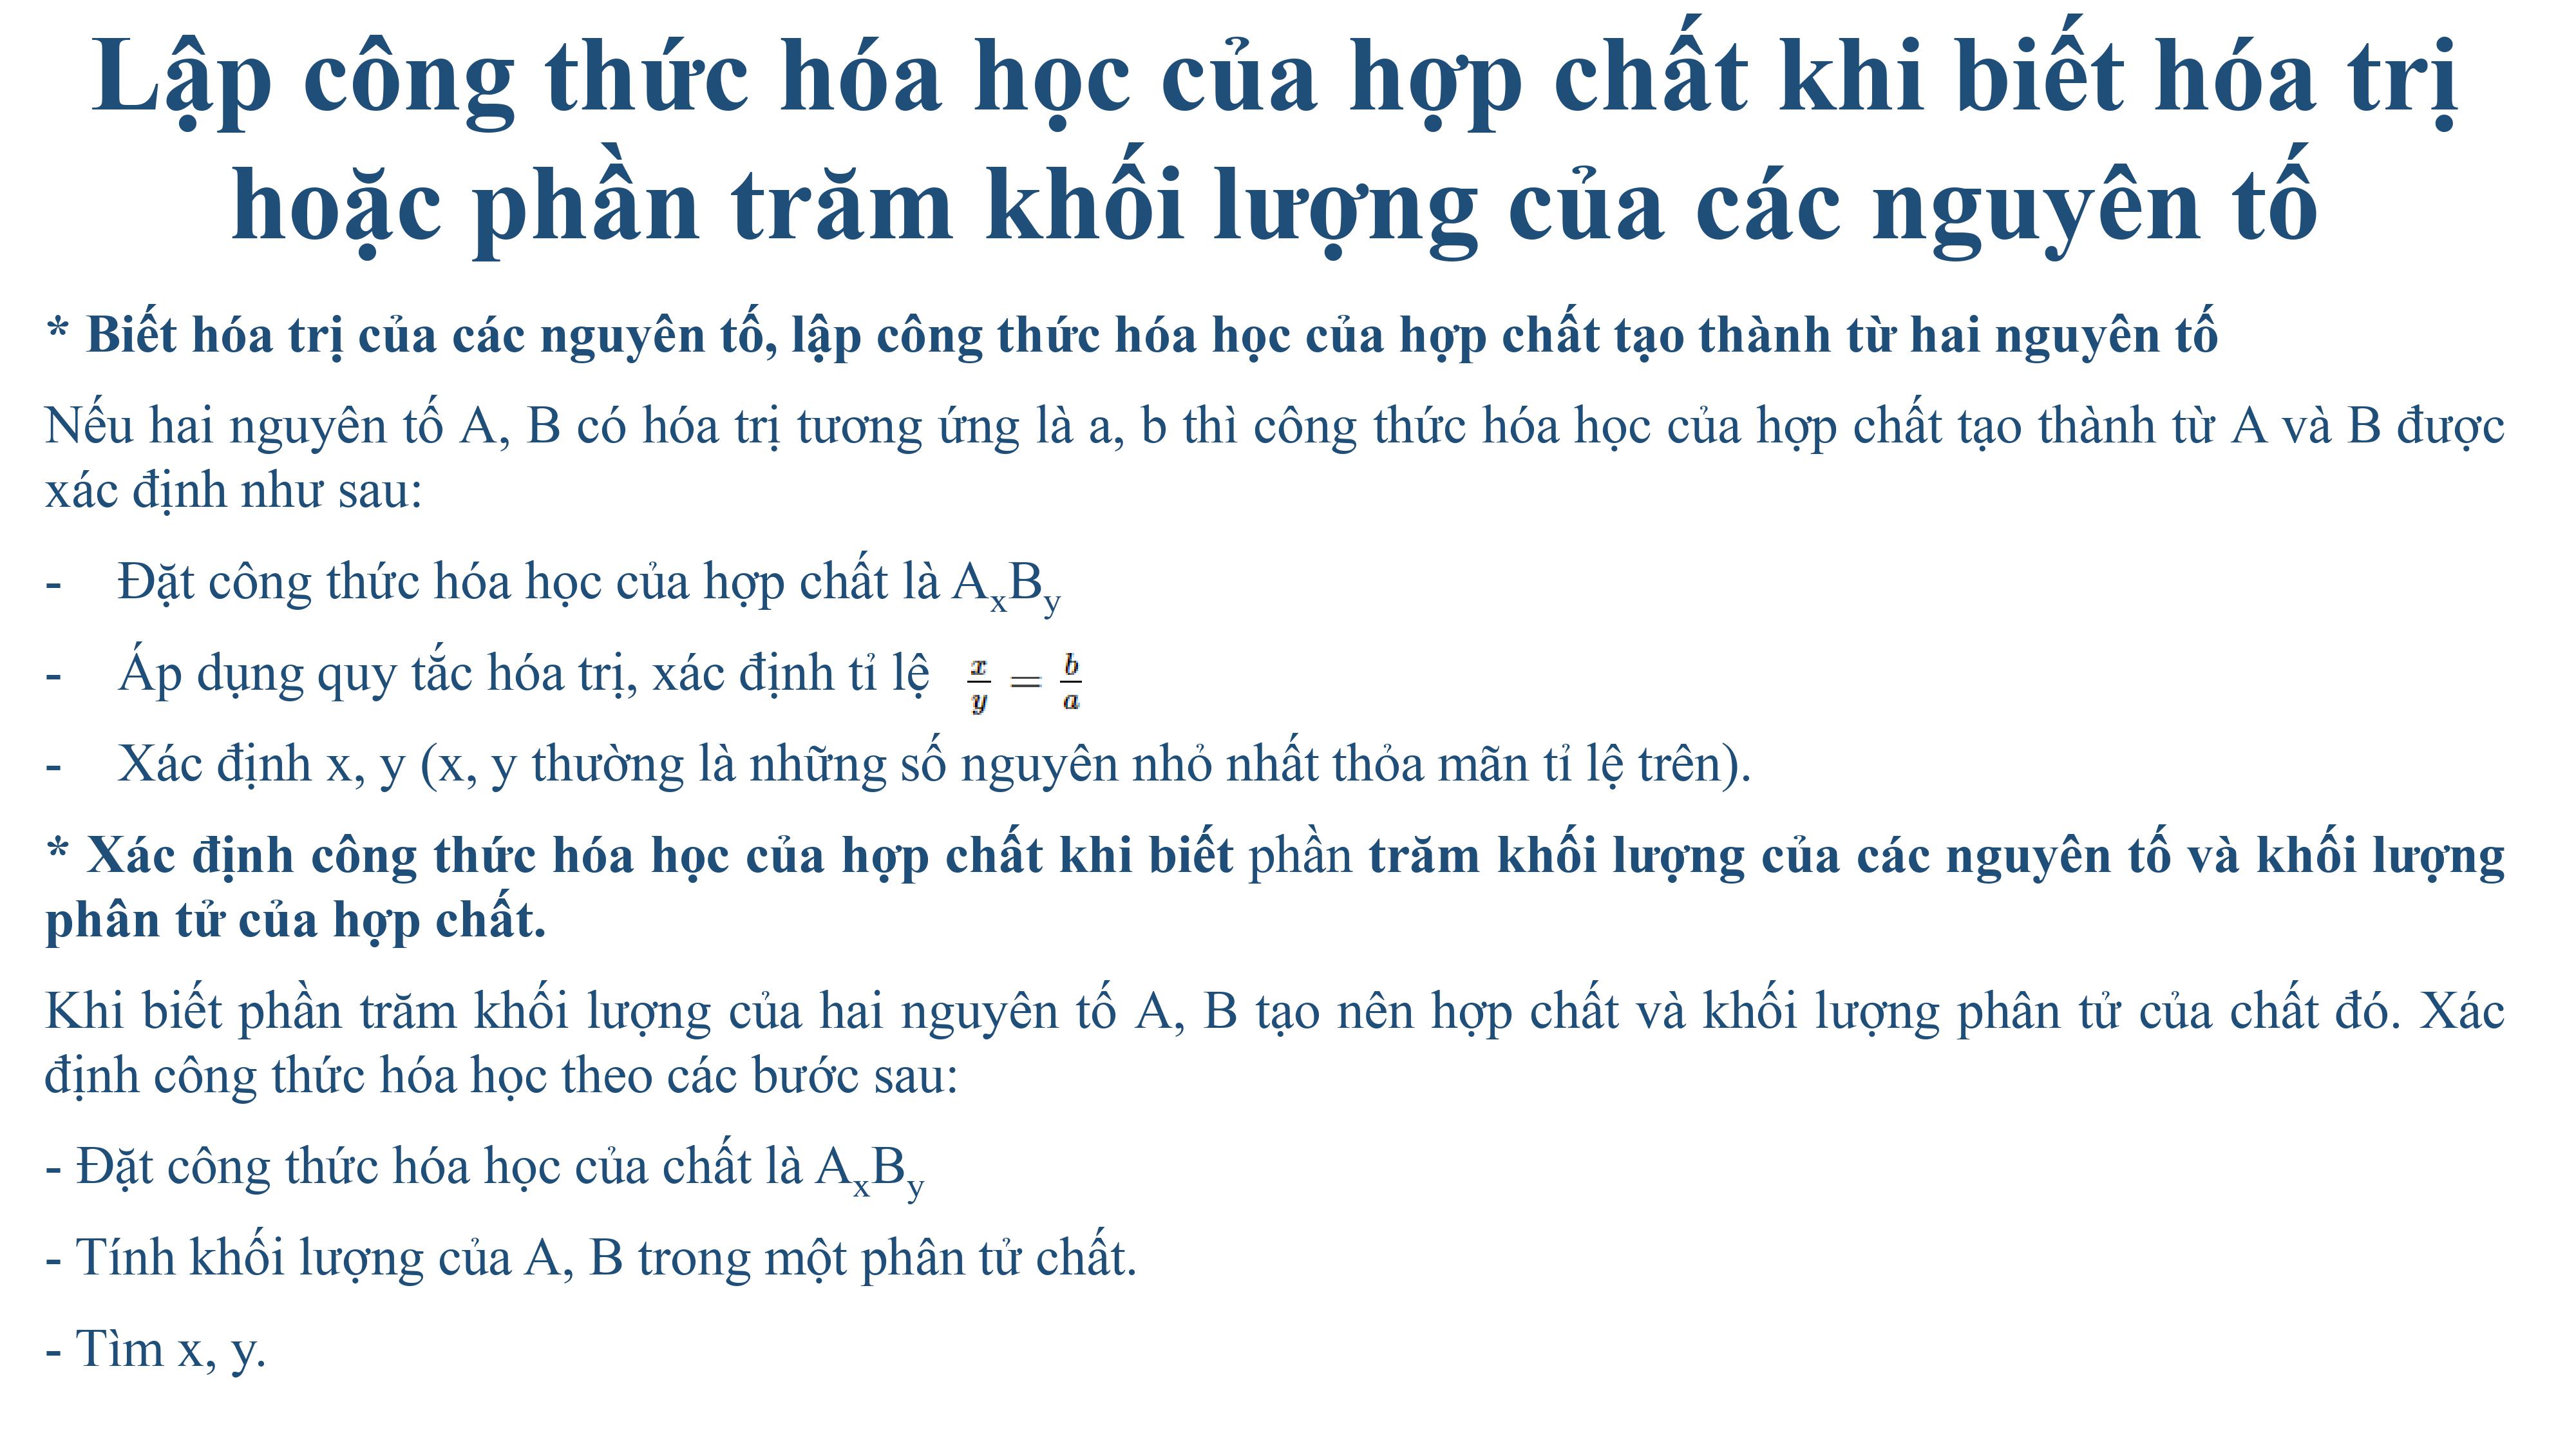 Lập công thức hóa học của hợp chất khi biết hóa trị
hoặc phần trăm khối lượng của các nguyên tố
* Biết hóa trị của các nguyên tố, lập công thức hóa học của hợp chất tạo thành từ hai nguyên tố
Nếu hai nguyên tố A, B có hóa trị tương ứng là a, b thì công thức hóa học của hợp chất tạo thành từ A và B được
xác định như sau:
- Đặt công thức hóa học của hợp chất là AₓBᵧ
- Áp dụng quy tắc hóa trị, xác định tỉ lệ x/y = b/a
- Xác định x, y (x, y thường là những số nguyên nhỏ nhất thỏa mãn tỉ lệ trên).
* Xác định công thức hóa học của hợp chất khi biết phần trăm khối lượng của các nguyên tố và khối lượng
phân tử của hợp chất.
Khi biết phần trăm khối lượng của hai nguyên tố A, B tạo nên hợp chất và khối lượng phân tử của chất đó. Xác
định công thức hóa học theo các bước sau:
- Đặt công thức hóa học của chất là AₓBᵧ
- Tính khối lượng của A, B trong một phân tử chất.
- Tìm x, y.